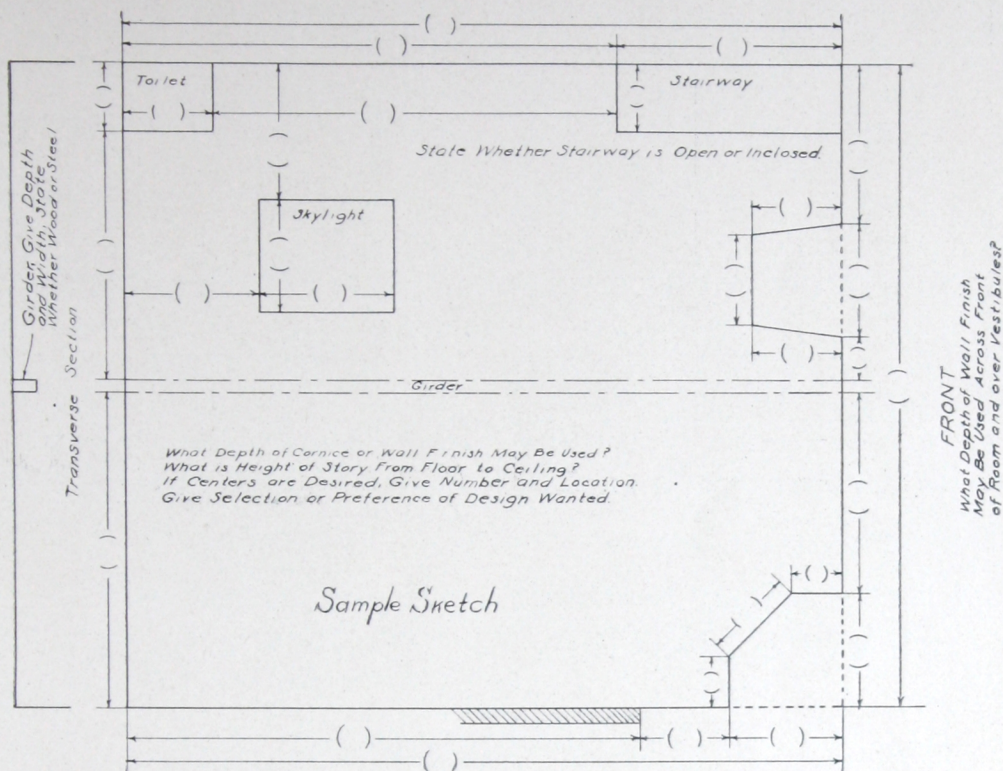 ( )
( ) ( )
Toilet
Stairway
( )
( )
( )
( )
State Whether Stairway is Open or Inclosed.
( )
( )
Skylight
( )
( )
( )
( )
( )
( )
( )
( )
( )
( )
( )
Girder
Girder, Give Depth
and Width, State
Whether Wood or Steel
Transverse Section
What Depth of Cornice or Wall Finish May Be Used?
What is Height of Story From Floor to Ceiling?
If Centers are Desired, Give Number and Location.
Give Selection or Preference of Design Wanted.
FRONT
What Depth of Wall Finish
May Be Used Across Front
of Room and over Vestibules?
( )
( )
Sample Sketch
( )
( )
( )
( )
( ) ( ) ( )
( )